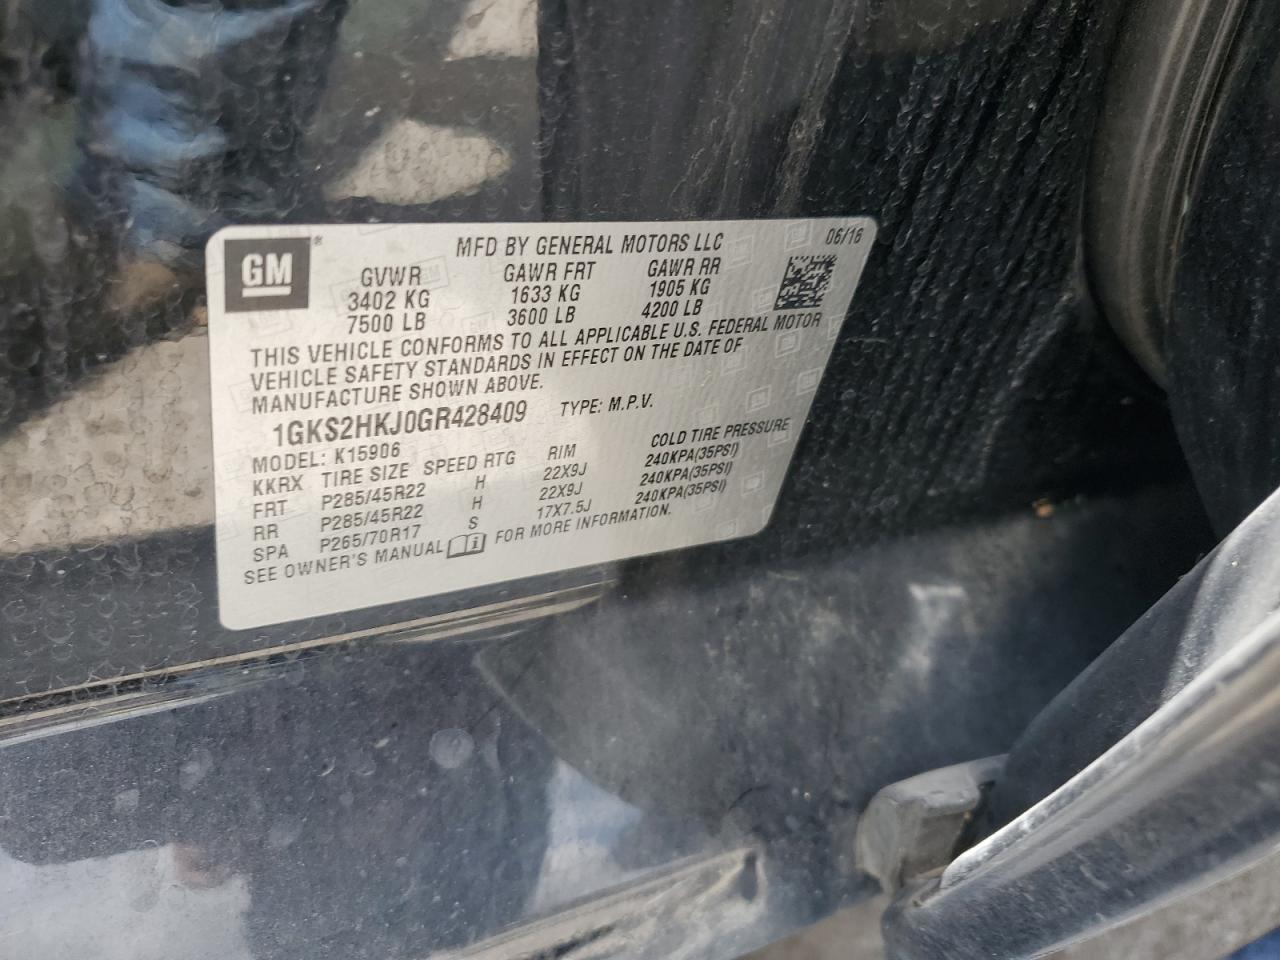 GM® MFD BY GENERAL MOTORS LLC 06/16
GVWR GAWR FRT GAWR RR
3402 KG 1633 KG 1905 KG
7500 LB 3600 LB 4200 LB
THIS VEHICLE CONFORMS TO ALL APPLICABLE U.S. FEDERAL MOTOR
VEHICLE SAFETY STANDARDS IN EFFECT ON THE DATE OF
MANUFACTURE SHOWN ABOVE.
1GKS2HKJ0GR428409 TYPE: M.P.V.
MODEL: K15906
KKRX TIRE SIZE SPEED RTG RIM COLD TIRE PRESSURE
FRT P285/45R22 H 22X9J 240KPA(35PSI)
RR P285/45R22 H 22X9J 240KPA(35PSI)
SPA P265/70R17 S 17X7.5J 240KPA(35PSI)
SEE OWNER'S MANUAL i FOR MORE INFORMATION.